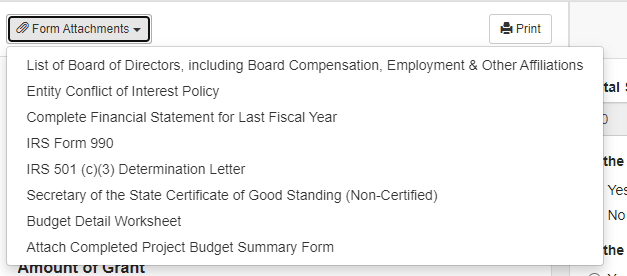 Form Attachments
Print
List of Board of Directors, including Board Compensation, Employment & Other Affiliations
Entity Conflict of Interest Policy
Complete Financial Statement for Last Fiscal Year
IRS Form 990
IRS 501 (c)(3) Determination Letter
Secretary of the State Certificate of Good Standing (Non-Certified)
Budget Detail Worksheet
Attach Completed Project Budget Summary Form
Amount of Grant
tal S
0
the
Yes
No
the